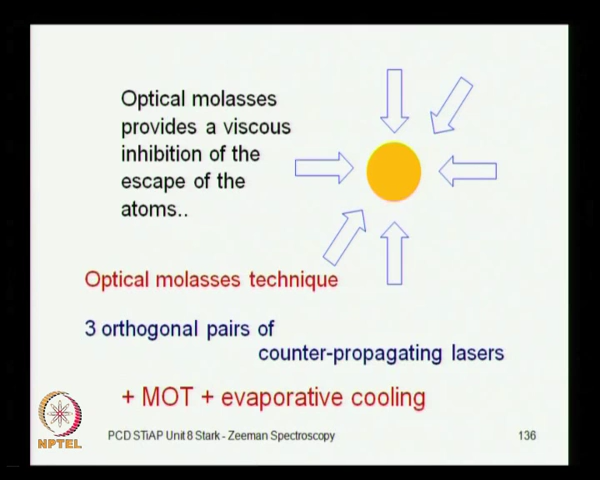 Optical molasses
provides a viscous
inhibition of the
escape of the
atoms..
Optical molasses technique
3 orthogonal pairs of
counter-propagating lasers
+ MOT + evaporative cooling
NPTEL
PCD STiAP Unit 8 Stark - Zeeman Spectroscopy
136